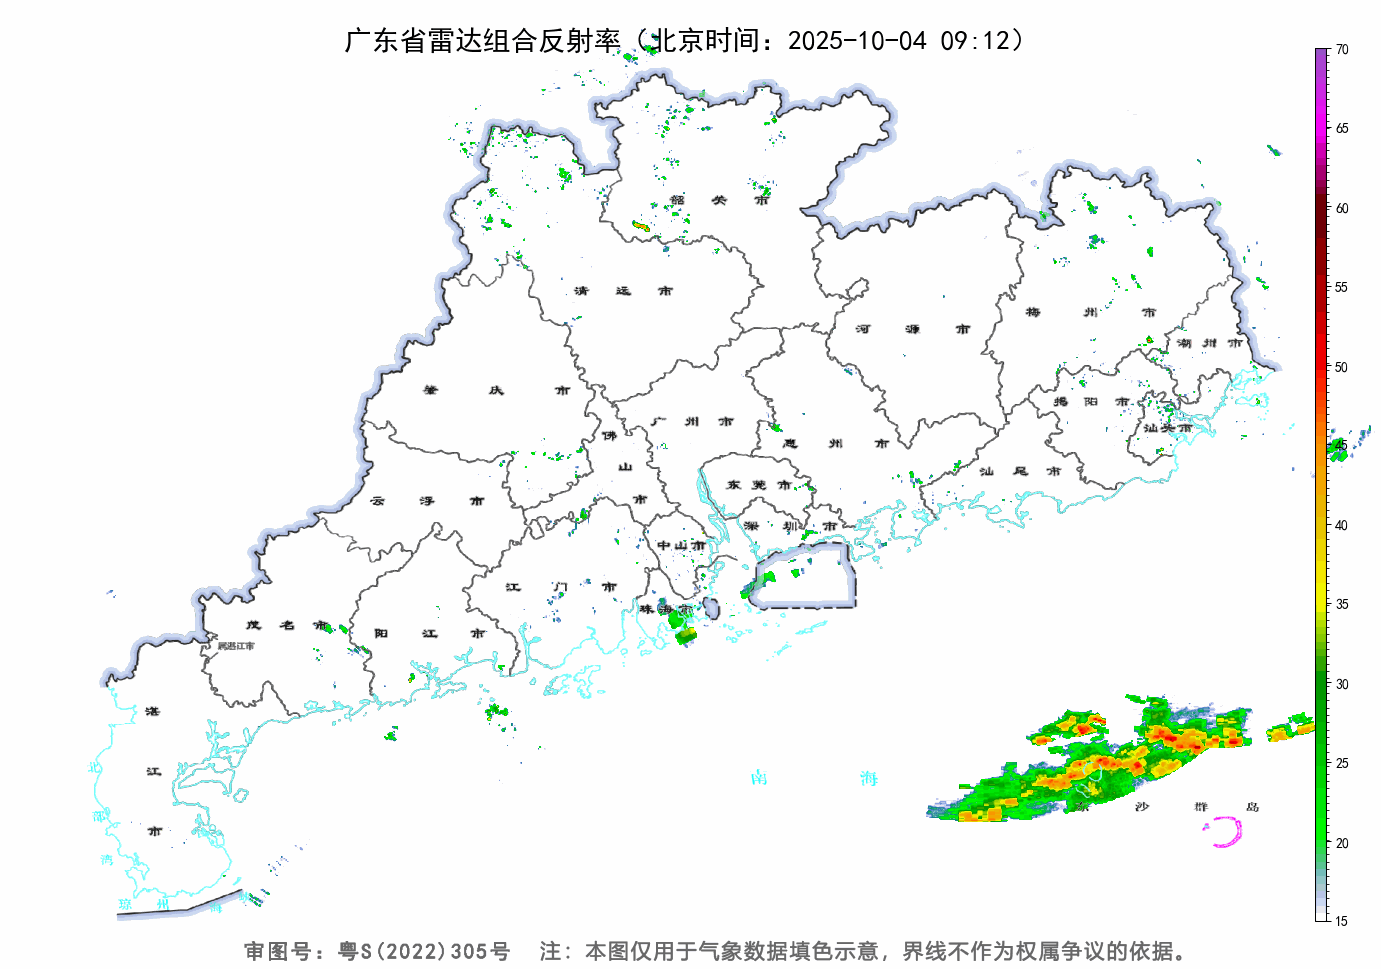 广东省雷达组合反射率（北京时间：2025-10-04 09:12）
70
65
60
55
50
45
40
35
30
25
20
15
韶 关 市
清 远 市
河 源 市
梅 州 市
潮 州 市
肇 庆 市
广 州 市
佛 山 市
惠 州 市
揭 阳 市
汕头市
汕 尾 市
东 莞 市
深 圳 市
云 浮 市
中山市
江 门 市
珠海市
茂 名 市
属湛江市
阳 江 市
湛 江 市
北 部 湾
琼 州 海
南 海
东 沙 群 岛
审图号：粤S(2022)305号 注：本图仅用于气象数据填色示意，界线不作为权属争议的依据。